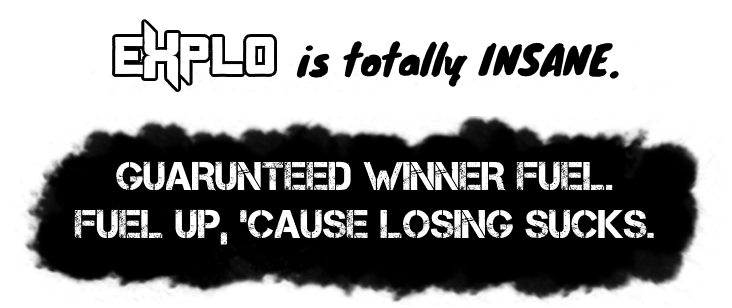 EXPLO is totally INSANE.
GUARUNTEED WINNER FUEL.
FUEL UP, 'CAUSE LOSING SUCKS.